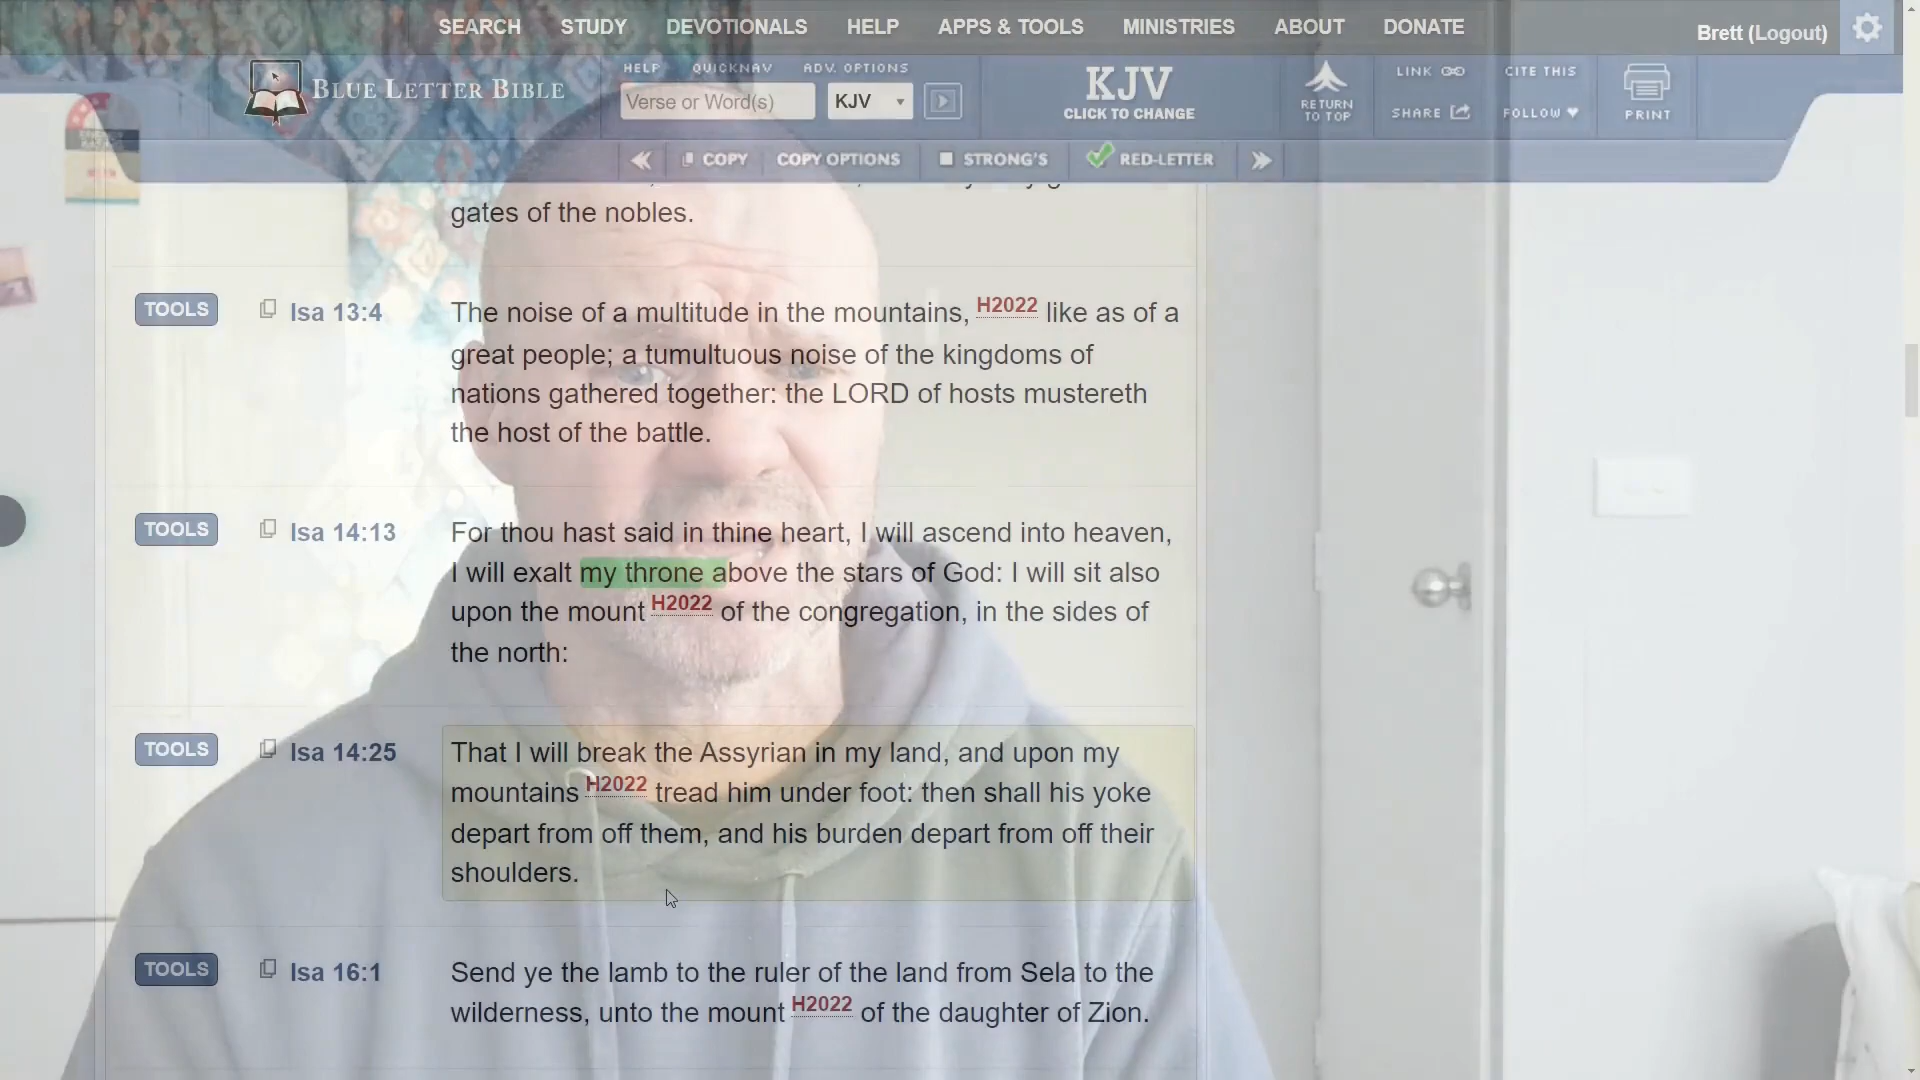 SEARCH STUDY DEVOTIONALS HELP APPS & TOOLS MINISTRIES ABOUT DONATE
Brett (Logout)
BLUE LETTER BIBLE
HELP QUICKNAV ADV. OPTIONS
Verse or Word(s) KJV
KJV
CLICK TO CHANGE
RETURN
TO TOP
LINK
SHARE
CITE THIS
FOLLOW
PRINT
COPY COPY OPTIONS STRONG'S RED-LETTER
gates of the nobles.
TOOLS Isa 13:4 The noise of a multitude in the mountains, H2022 like as of a
great people; a tumultuous noise of the kingdoms of
nations gathered together: the LORD of hosts mustereth
the host of the battle.
TOOLS Isa 14:13 For thou hast said in thine heart, I will ascend into heaven,
I will exalt my throne above the stars of God: I will sit also
upon the mount H2022 of the congregation, in the sides of
the north:
TOOLS Isa 14:25 That I will break the Assyrian in my land, and upon my
mountains H2022 tread him under foot: then shall his yoke
depart from off them, and his burden depart from off their
shoulders.
TOOLS Isa 16:1 Send ye the lamb to the ruler of the land from Sela to the
wilderness, unto the mount H2022 of the daughter of Zion.